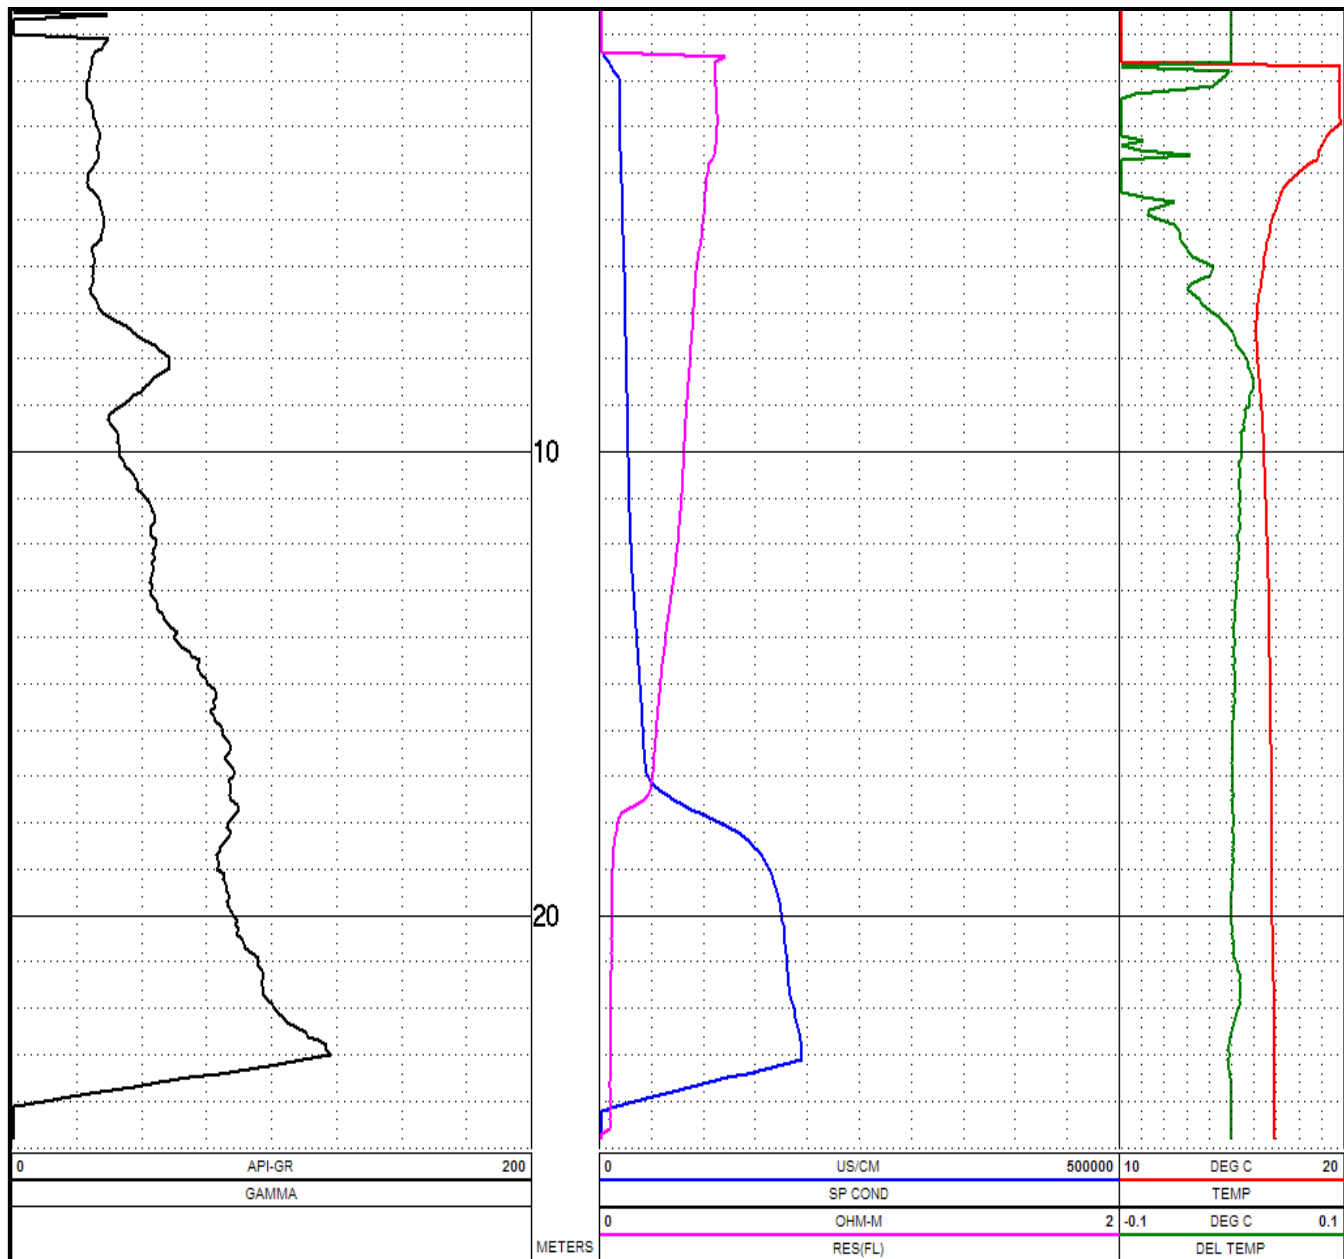 10
20
0 API-GR 200 0 US/CM 500000 10 DEG C 20
GAMMA SP COND TEMP
0 OHM-M 2 -0.1 DEG C 0.1
METERS RES(FL) DEL TEMP